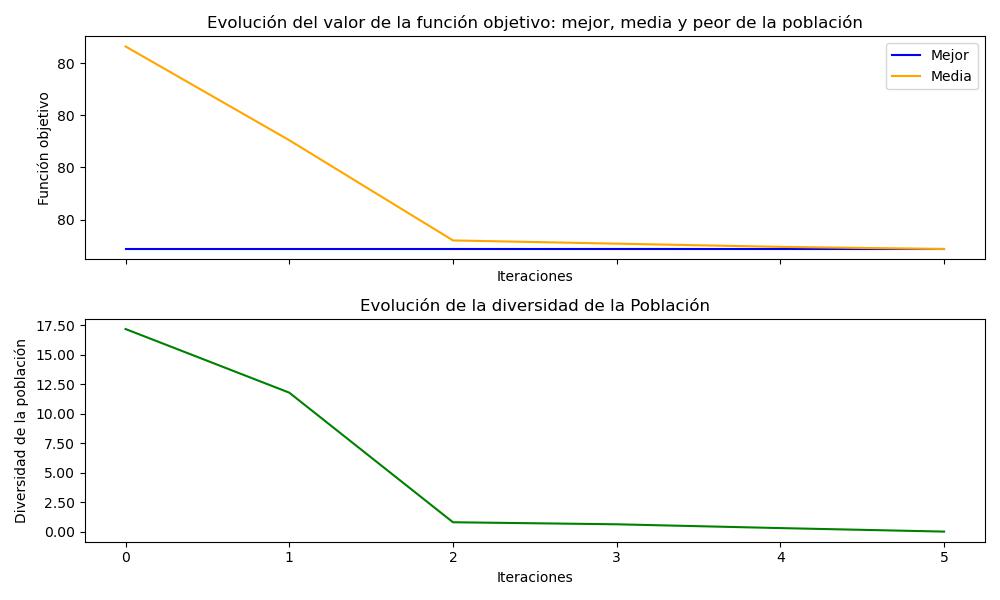 Evolución del valor de la función objetivo: mejor, media y peor de la población
Función objetivo
80
80
80
80
Mejor
Media
Iteraciones
Evolución de la diversidad de la Población
Diversidad de la población
17.50
15.00
12.50
10.00
7.50
5.00
2.50
0.00
0 1 2 3 4 5
Iteraciones